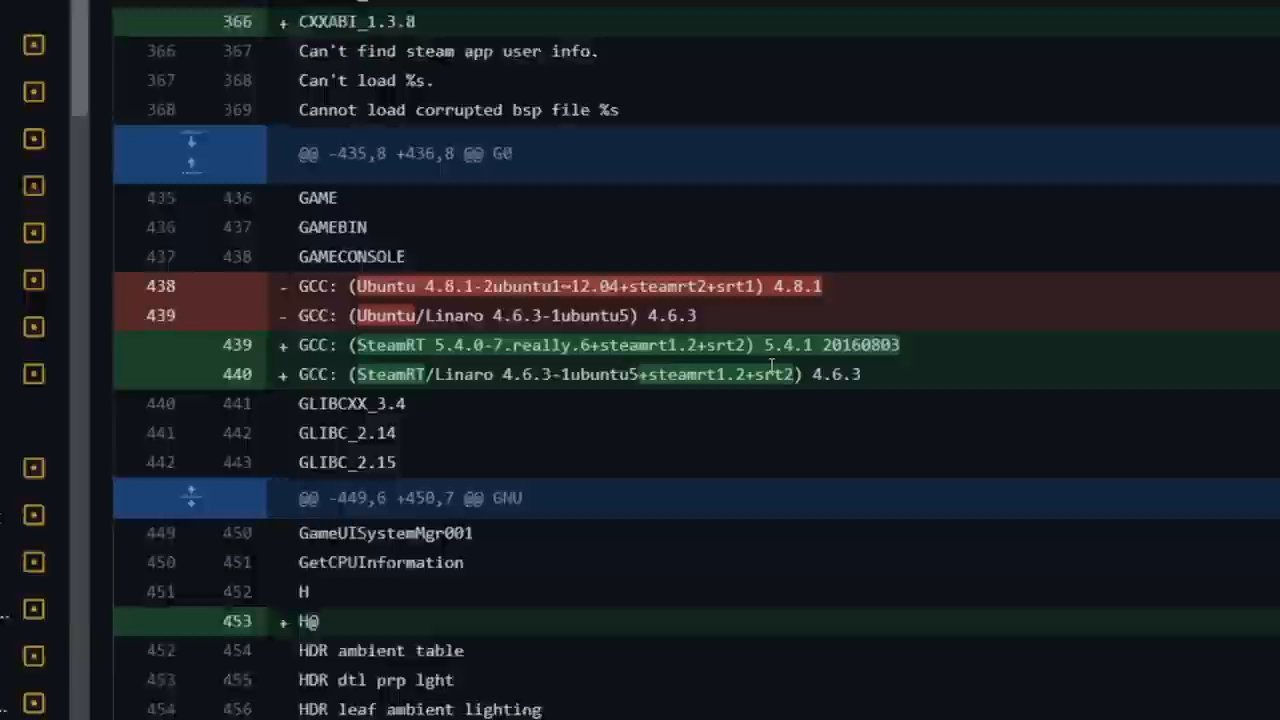 366 + CXXABI_1.3.8
366 367 Can't find steam app user info.
367 368 Can't load %s.
368 369 Cannot load corrupted bsp file %s
@@ -435,8 +436,8 @@ G0
435 436 GAME
436 437 GAMEBIN
437 438 GAMECONSOLE
438 - GCC: (Ubuntu 4.8.1-2ubuntu1~12.04+steamrt2+srt1) 4.8.1
439 - GCC: (Ubuntu/Linaro 4.6.3-1ubuntu5) 4.6.3
439 + GCC: (SteamRT 5.4.0-7.really.6+steamrt1.2+srt2) 5.4.1 20160803
440 + GCC: (SteamRT/Linaro 4.6.3-1ubuntu5+steamrt1.2+srt2) 4.6.3
440 441 GLIBCXX_3.4
441 442 GLIBC_2.14
442 443 GLIBC_2.15
@@ -449,6 +450,7 @@ GNU
449 450 GameUISystemMgr001
450 451 GetCPUInformation
451 452 H
453 + H@
452 454 HDR ambient table
453 455 HDR dtl prp lght
454 456 HDR leaf ambient lighting